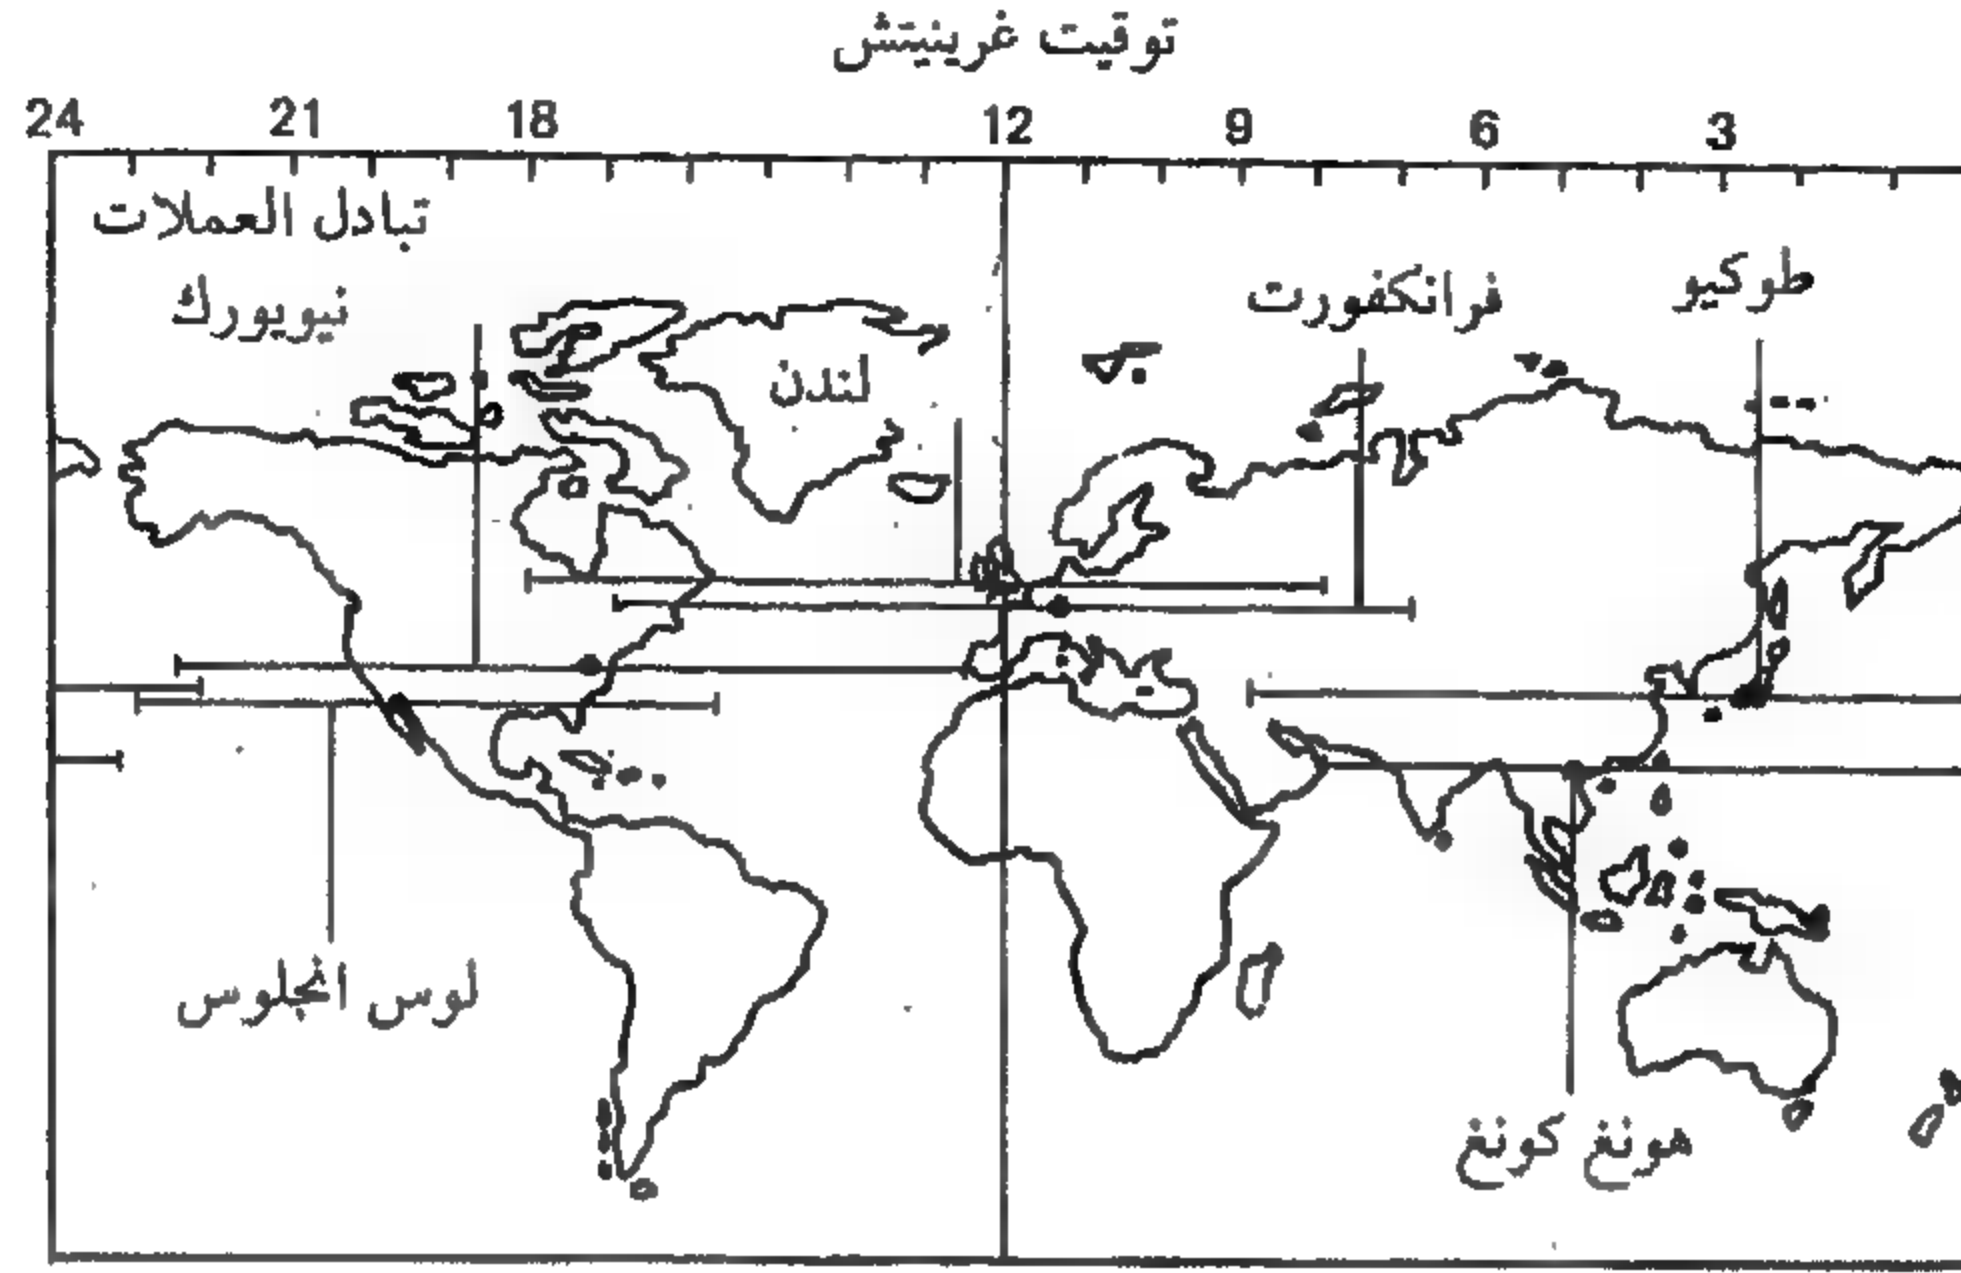 توقيت غرينيتش
24 21 18 12 9 6 3
تبادل العملات
نيويورك
لندن
فرانكفورت
طوكيو
لوس انجلوس
هونغ كونغ